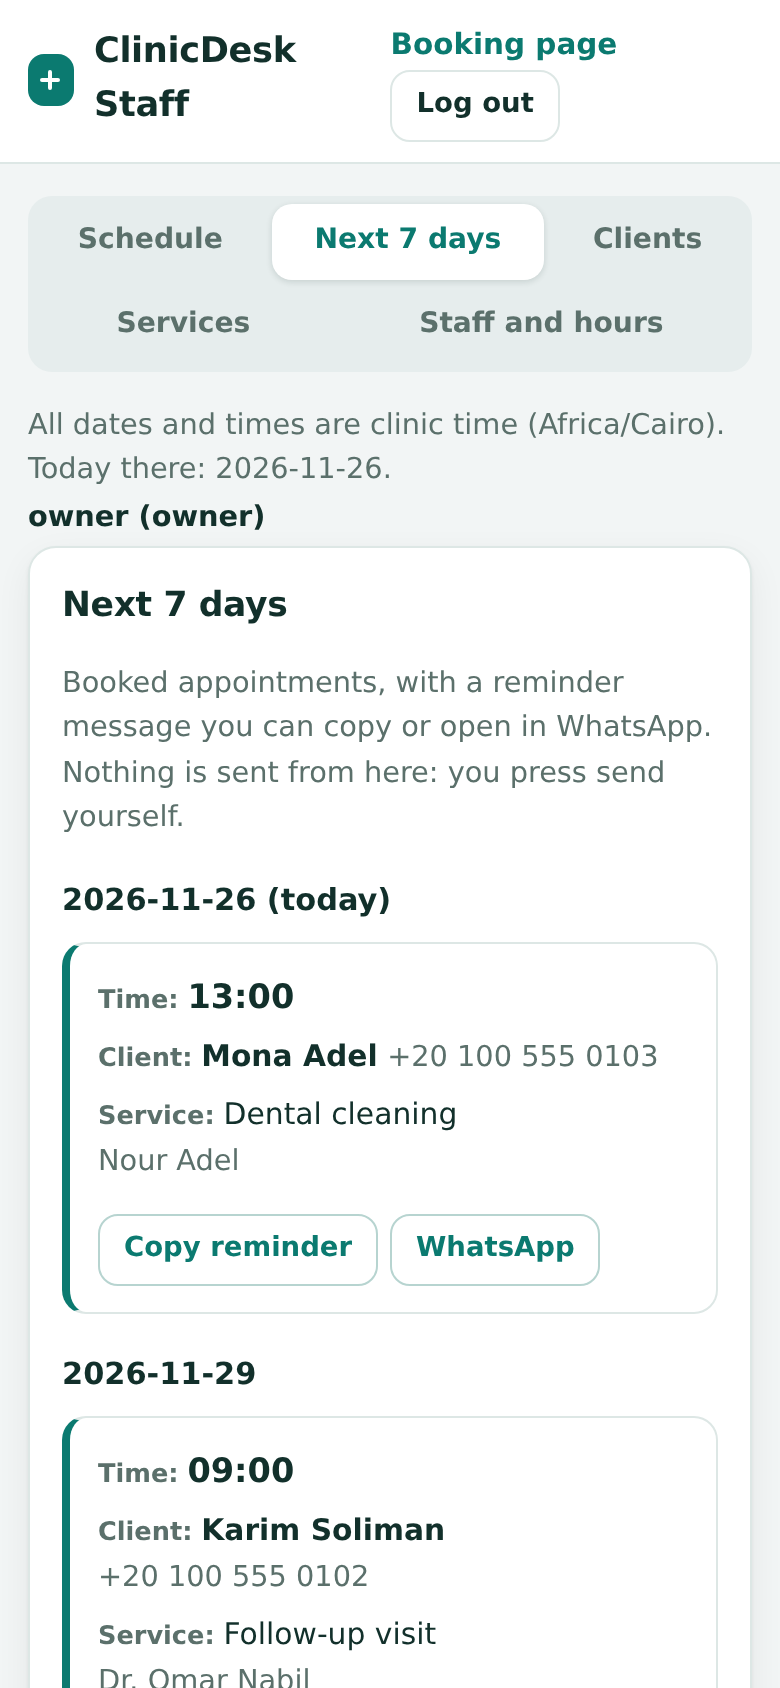 ClinicDesk
Staff
Booking page
Log out
Schedule
Next 7 days
Clients
Services
Staff and hours
All dates and times are clinic time (Africa/Cairo).
Today there: 2026-11-26.
owner (owner)
Next 7 days
Booked appointments, with a reminder
message you can copy or open in WhatsApp.
Nothing is sent from here: you press send
yourself.
2026-11-26 (today)
Time: 13:00
Client: Mona Adel +20 100 555 0103
Service: Dental cleaning
Nour Adel
Copy reminder
WhatsApp
2026-11-29
Time: 09:00
Client: Karim Soliman
+20 100 555 0102
Service: Follow-up visit
Dr. Omar Nabil